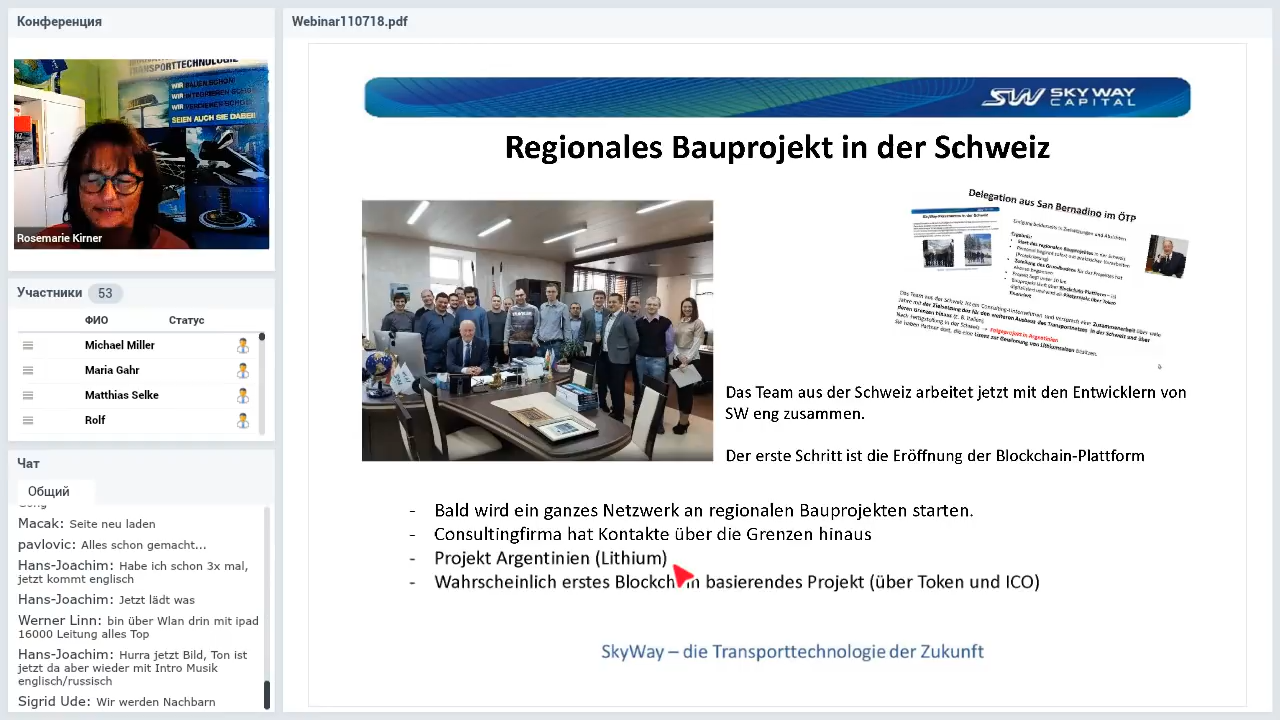 Конференция
TRANSPORTTECHNOLOGIE
WIR BAUEN SCHON!
WIR INTEGRIEREN SCHON!
WIR VERDIENEN SCHON!
SEIEN AUCH SIE DABEI!
Rosemarie Kirner
Участники 53
ФИО Статус
Michael Miller
Maria Gahr
Matthias Selke
Rolf
Чат
Общий
Macak: Seite neu laden
pavlovic: Alles schon gemacht...
Hans-Joachim: Habe ich schon 3x mal,
jetzt kommt englisch
Hans-Joachim: Jetzt lädt was
Werner Linn: bin über Wlan drin mit ipad
16000 Leitung alles Top
Hans-Joachim: Hurra jetzt Bild, Ton ist
jetzt da aber wieder mit Intro Musik
englisch/russisch
Sigrid Ude: Wir werden Nachbarn
Webinar110718.pdf
SW SKY WAY
CAPITAL
Regionales Bauprojekt in der Schweiz
Delegation aus San Bernadino im ÖTP
Folgeprojekt in Argentinien
Das Team aus der Schweiz arbeitet jetzt mit den Entwicklern von
SW eng zusammen.
Der erste Schritt ist die Eröffnung der Blockchain-Plattform
- Bald wird ein ganzes Netzwerk an regionalen Bauprojekten starten.
- Consultingfirma hat Kontakte über die Grenzen hinaus
- Projekt Argentinien (Lithium)
- Wahrscheinlich erstes Blockchain basierendes Projekt (über Token und ICO)
SkyWay – die Transporttechnologie der Zukunft